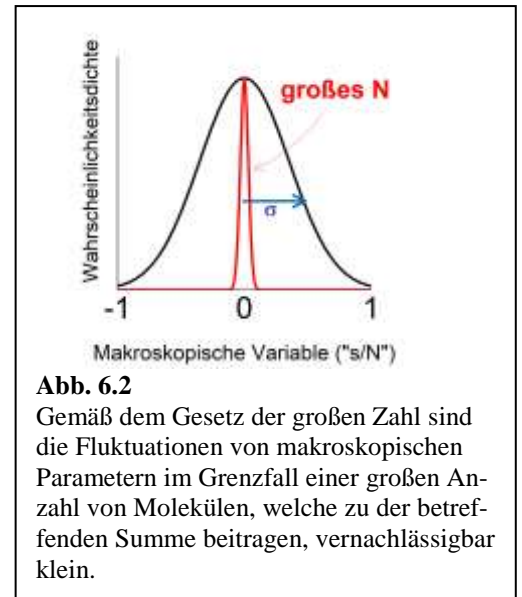 Wahrscheinlichkeitsdichte
großes N
σ
-1 0 1
Makroskopische Variable ("s/N")
Abb. 6.2
Gemäß dem Gesetz der großen Zahl sind
die Fluktuationen von makroskopischen
Parametern im Grenzfall einer großen An-
zahl von Molekülen, welche zu der betref-
fenden Summe beitragen, vernachlässigbar
klein.